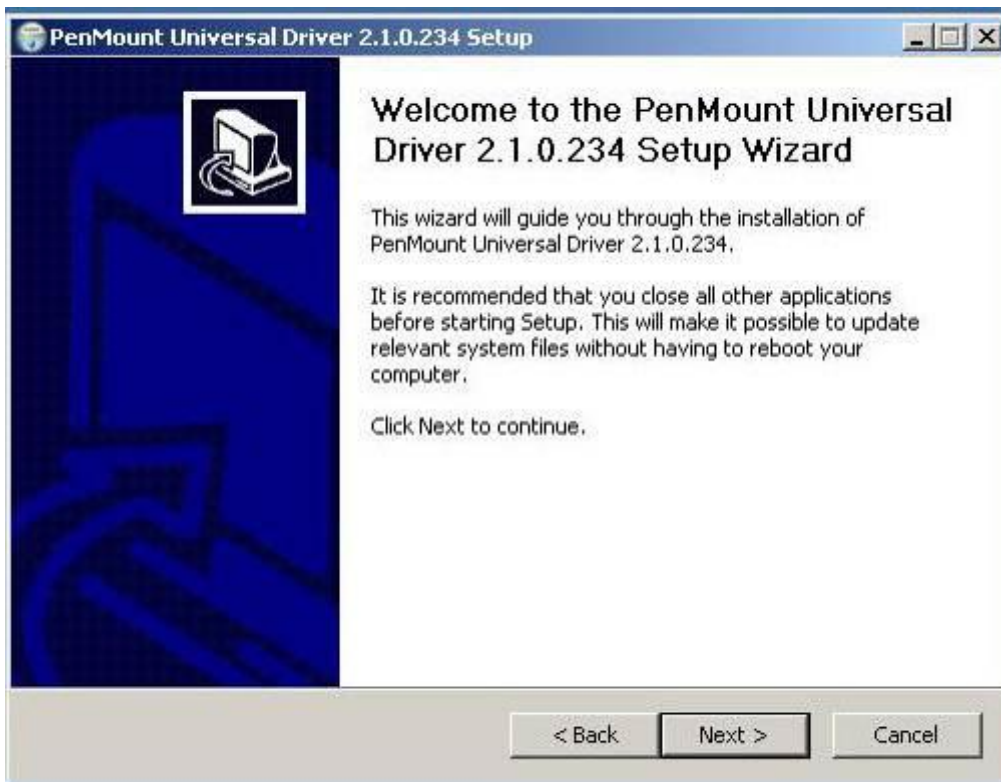 PenMount Universal Driver 2.1.0.234 Setup
Welcome to the PenMount Universal
Driver 2.1.0.234 Setup Wizard
This wizard will guide you through the installation of
PenMount Universal Driver 2.1.0.234.
It is recommended that you close all other applications
before starting Setup. This will make it possible to update
relevant system files without having to reboot your
computer.
Click Next to continue.
< Back
Next >
Cancel